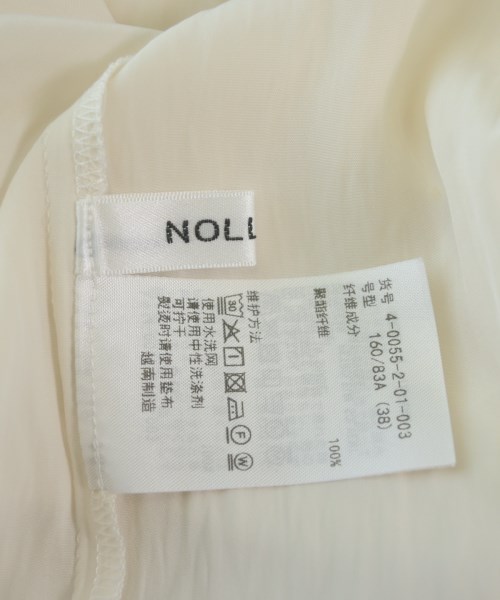 NOLL
货号 4-0055-2-01-003
号型 160/83A (38)
纤维成分
聚酯纤维 100%
维护方法
30 F W
使用水洗网
请使用中性洗涤剂
可拧干
熨烫时请使用垫布
越南制造